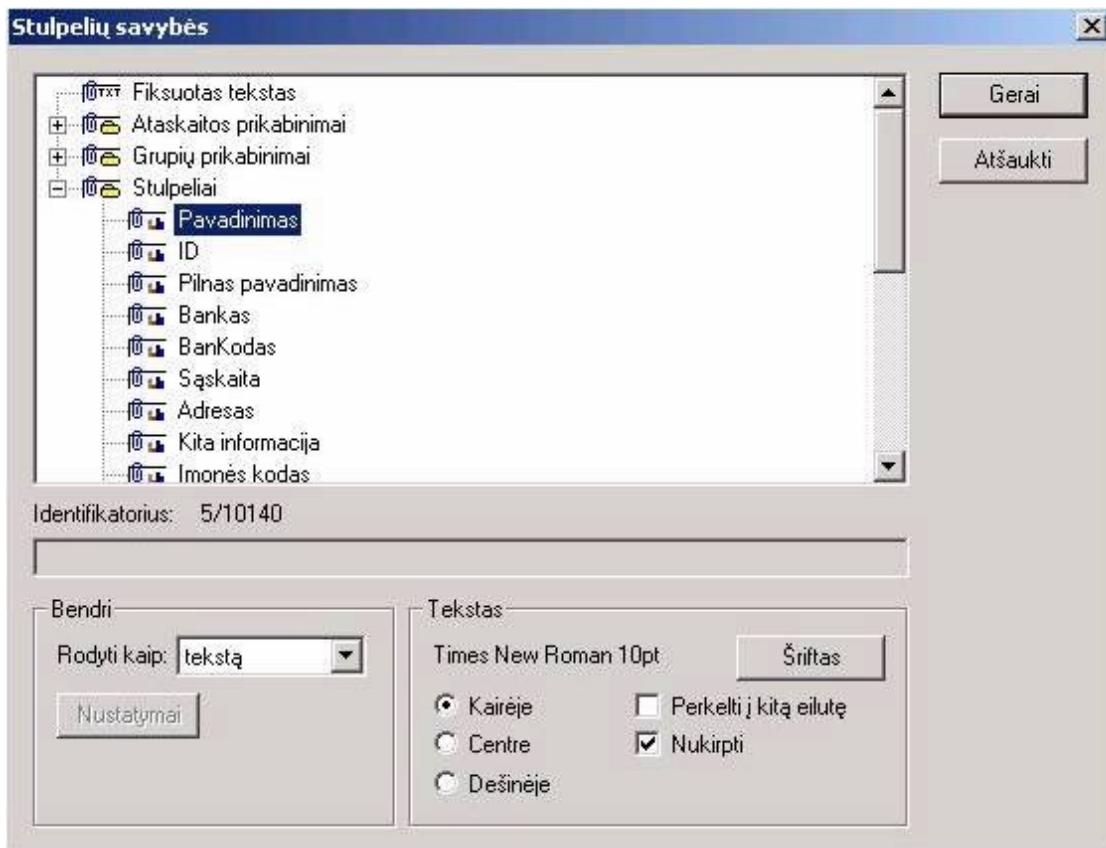 Stulpelių savybės
TXT Fiksuotas tekstas
Ataskaitos prikabinimai
Grupių prikabinimai
Stulpeliai
Pavadinimas
ID
Pilnas pavadinimas
Bankas
BanKodas
Sąskaita
Adresas
Kita informacija
Imonės kodas
Gerai
Atšaukti
Identifikatorius: 5/10140
Bendri
Rodyti kaip: tekstą
Nustatymai
Tekstas
Times New Roman 10pt Šriftas
Kairėje Perkelti į kitą eilutę
Centre Nukirpti
Dešinėje